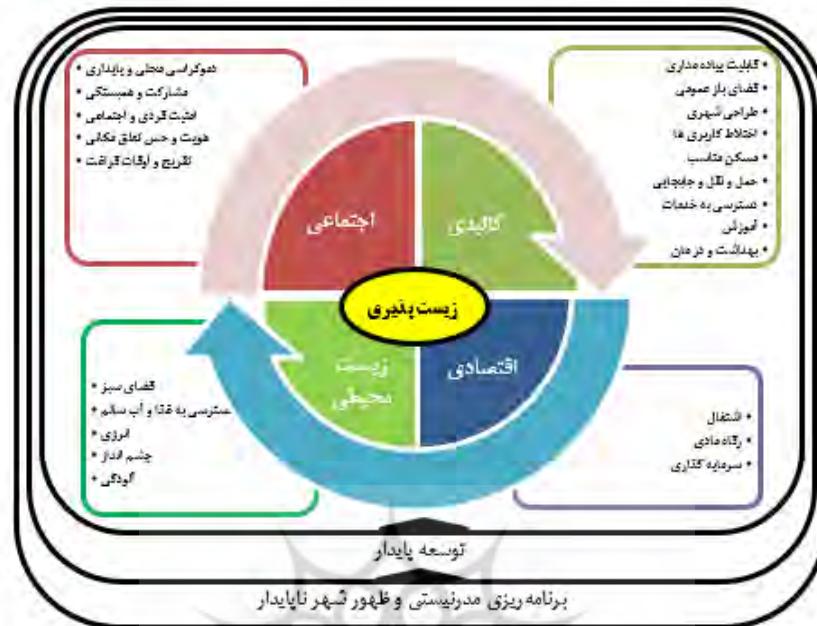 • قابلیت پیاده مداری
• فضای باز عمومی
• طراحی شهری
• اختلاط کاربری ها
• مسکن مناسب
• حمل و نقل و جابجایی
• دسترسی به خدمات
• آموزش
• بهداشت و درمان
• دموکراسی محلی و پایداری
• مشارکت و همبستگی
• امنیت فردی و اجتماعی
• هویت و حس تعلق مکانی
• تفریح و اوقات فراغت
کالبدی
اجتماعی
زیست پذیری
اقتصادی
زیست
محیطی
• اشتغال
• رفاه مادی
• سرمایه گذاری
• فضای سبز
• دسترسی به غذا و آب سالم
• انرژی
• چشم انداز
• آلودگی
توسعه پایدار
برنامه ریزی مدرنیستی و ظهور شهر ناپایدار